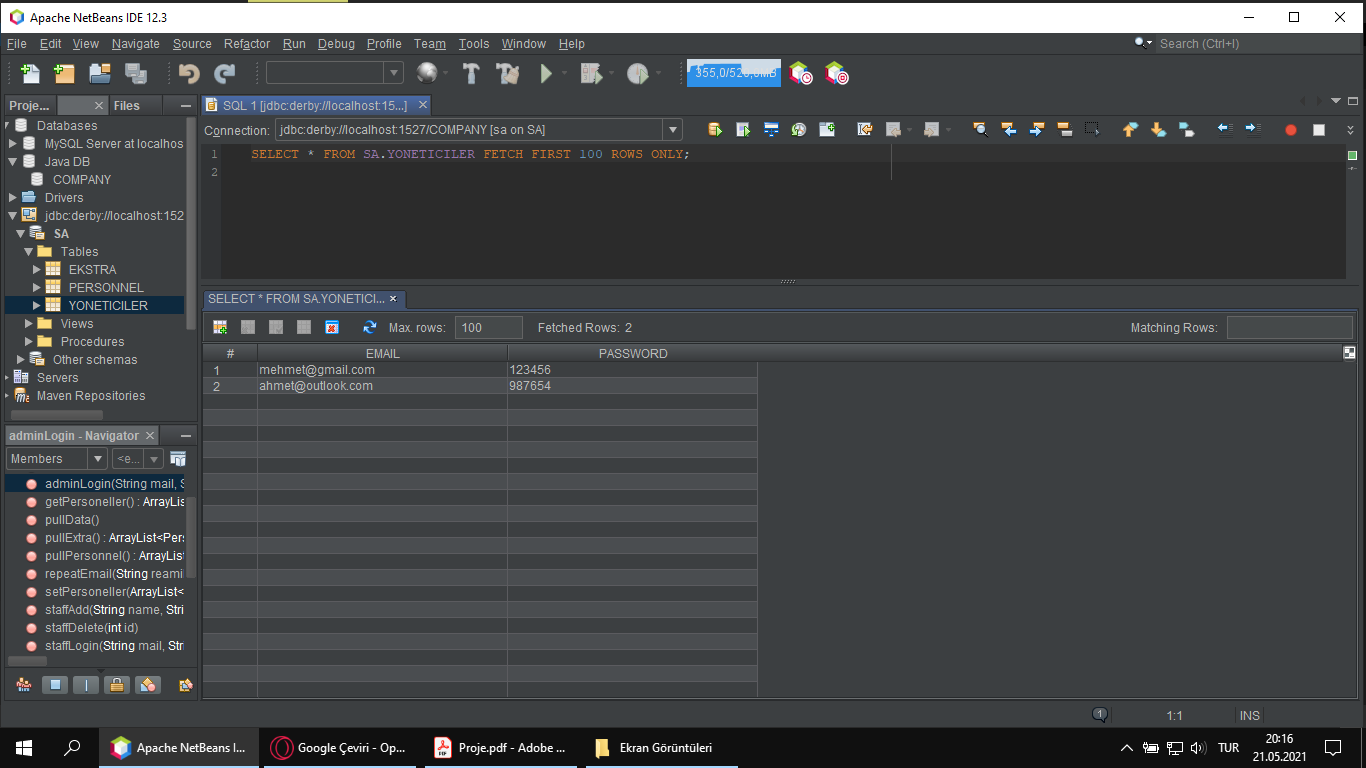 Apache NetBeans IDE 12.3
File Edit View Navigate Source Refactor Run Debug Profile Team Tools Window Help
Search (Ctrl+I)
Proje... Files
SQL 1 [jdbc:derby://localhost:15...]
Databases
MySQL Server at localhos
Java DB
COMPANY
Drivers
jdbc:derby://localhost:152
SA
Tables
EKSTRA
PERSONNEL
YONETICILER
Views
Procedures
Other schemas
Servers
Maven Repositories
Connection: jdbc:derby://localhost:1527/COMPANY [sa on SA]
1 SELECT * FROM SA.YONETICILER FETCH FIRST 100 ROWS ONLY;
2
SELECT * FROM SA.YONETICI...
Max. rows: 100 Fetched Rows: 2 Matching Rows:
# EMAIL PASSWORD
1 mehmet@gmail.com 123456
2 ahmet@outlook.com 987654
adminLogin - Navigator
Members <e...
adminLogin(String mail, S
getPersoneller() : ArrayLis
pullData()
pullExtra() : ArrayList<Pers
pullPersonnel() : ArrayList
repeatEmail(String reami
setPersoneller(ArrayList<
staffAdd(String name, Stri
staffDelete(int id)
staffLogin(String mail, Stri
1 1:1 INS
Apache NetBeans I... Google Çeviri - Op... Proje.pdf - Adobe ... Ekran Görüntüleri
TUR
20:16
21.05.2021